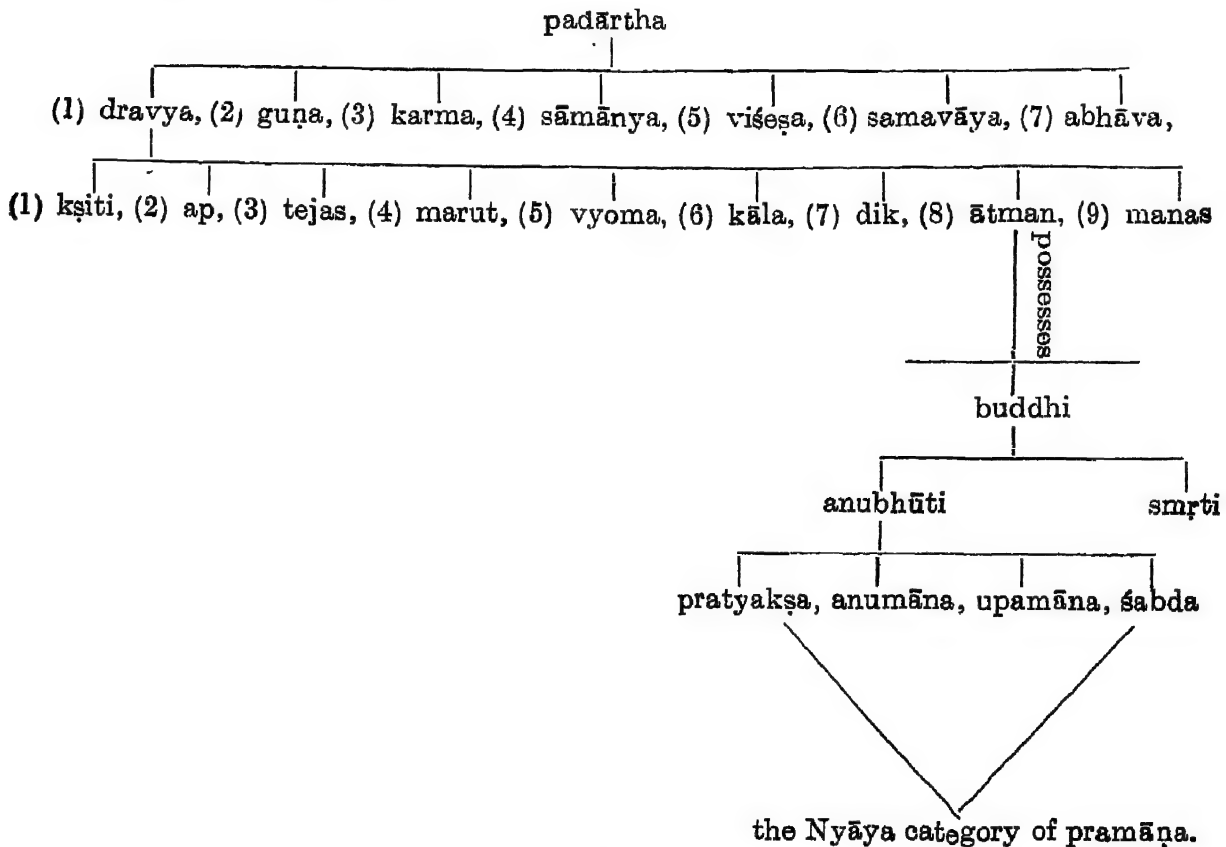 padārtha
(1) dravya, (2) guṇa, (3) karma, (4) sāmānya, (5) viśeṣa, (6) samavāya, (7) abhāva,
(1) kṣiti, (2) ap, (3) tejas, (4) marut, (5) vyoma, (6) kāla, (7) dik, (8) ātman, (9) manas
possesses
buddhi
anubhūti smṛti
pratyakṣa, anumāna, upamāna, śabda
the Nyāya category of pramāṇa.